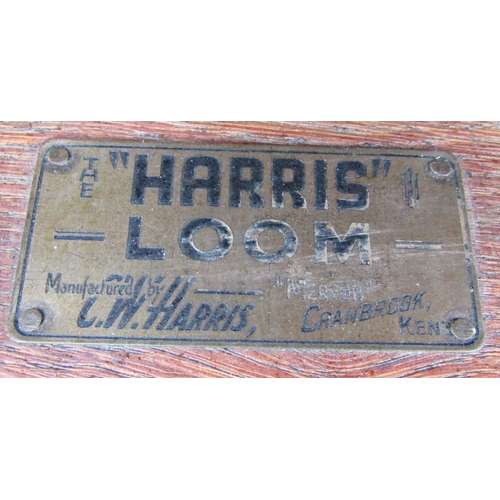 THE "HARRIS"
LOOM
Manufactured by
C.W. HARRIS,
CRANBROOK,
KENT